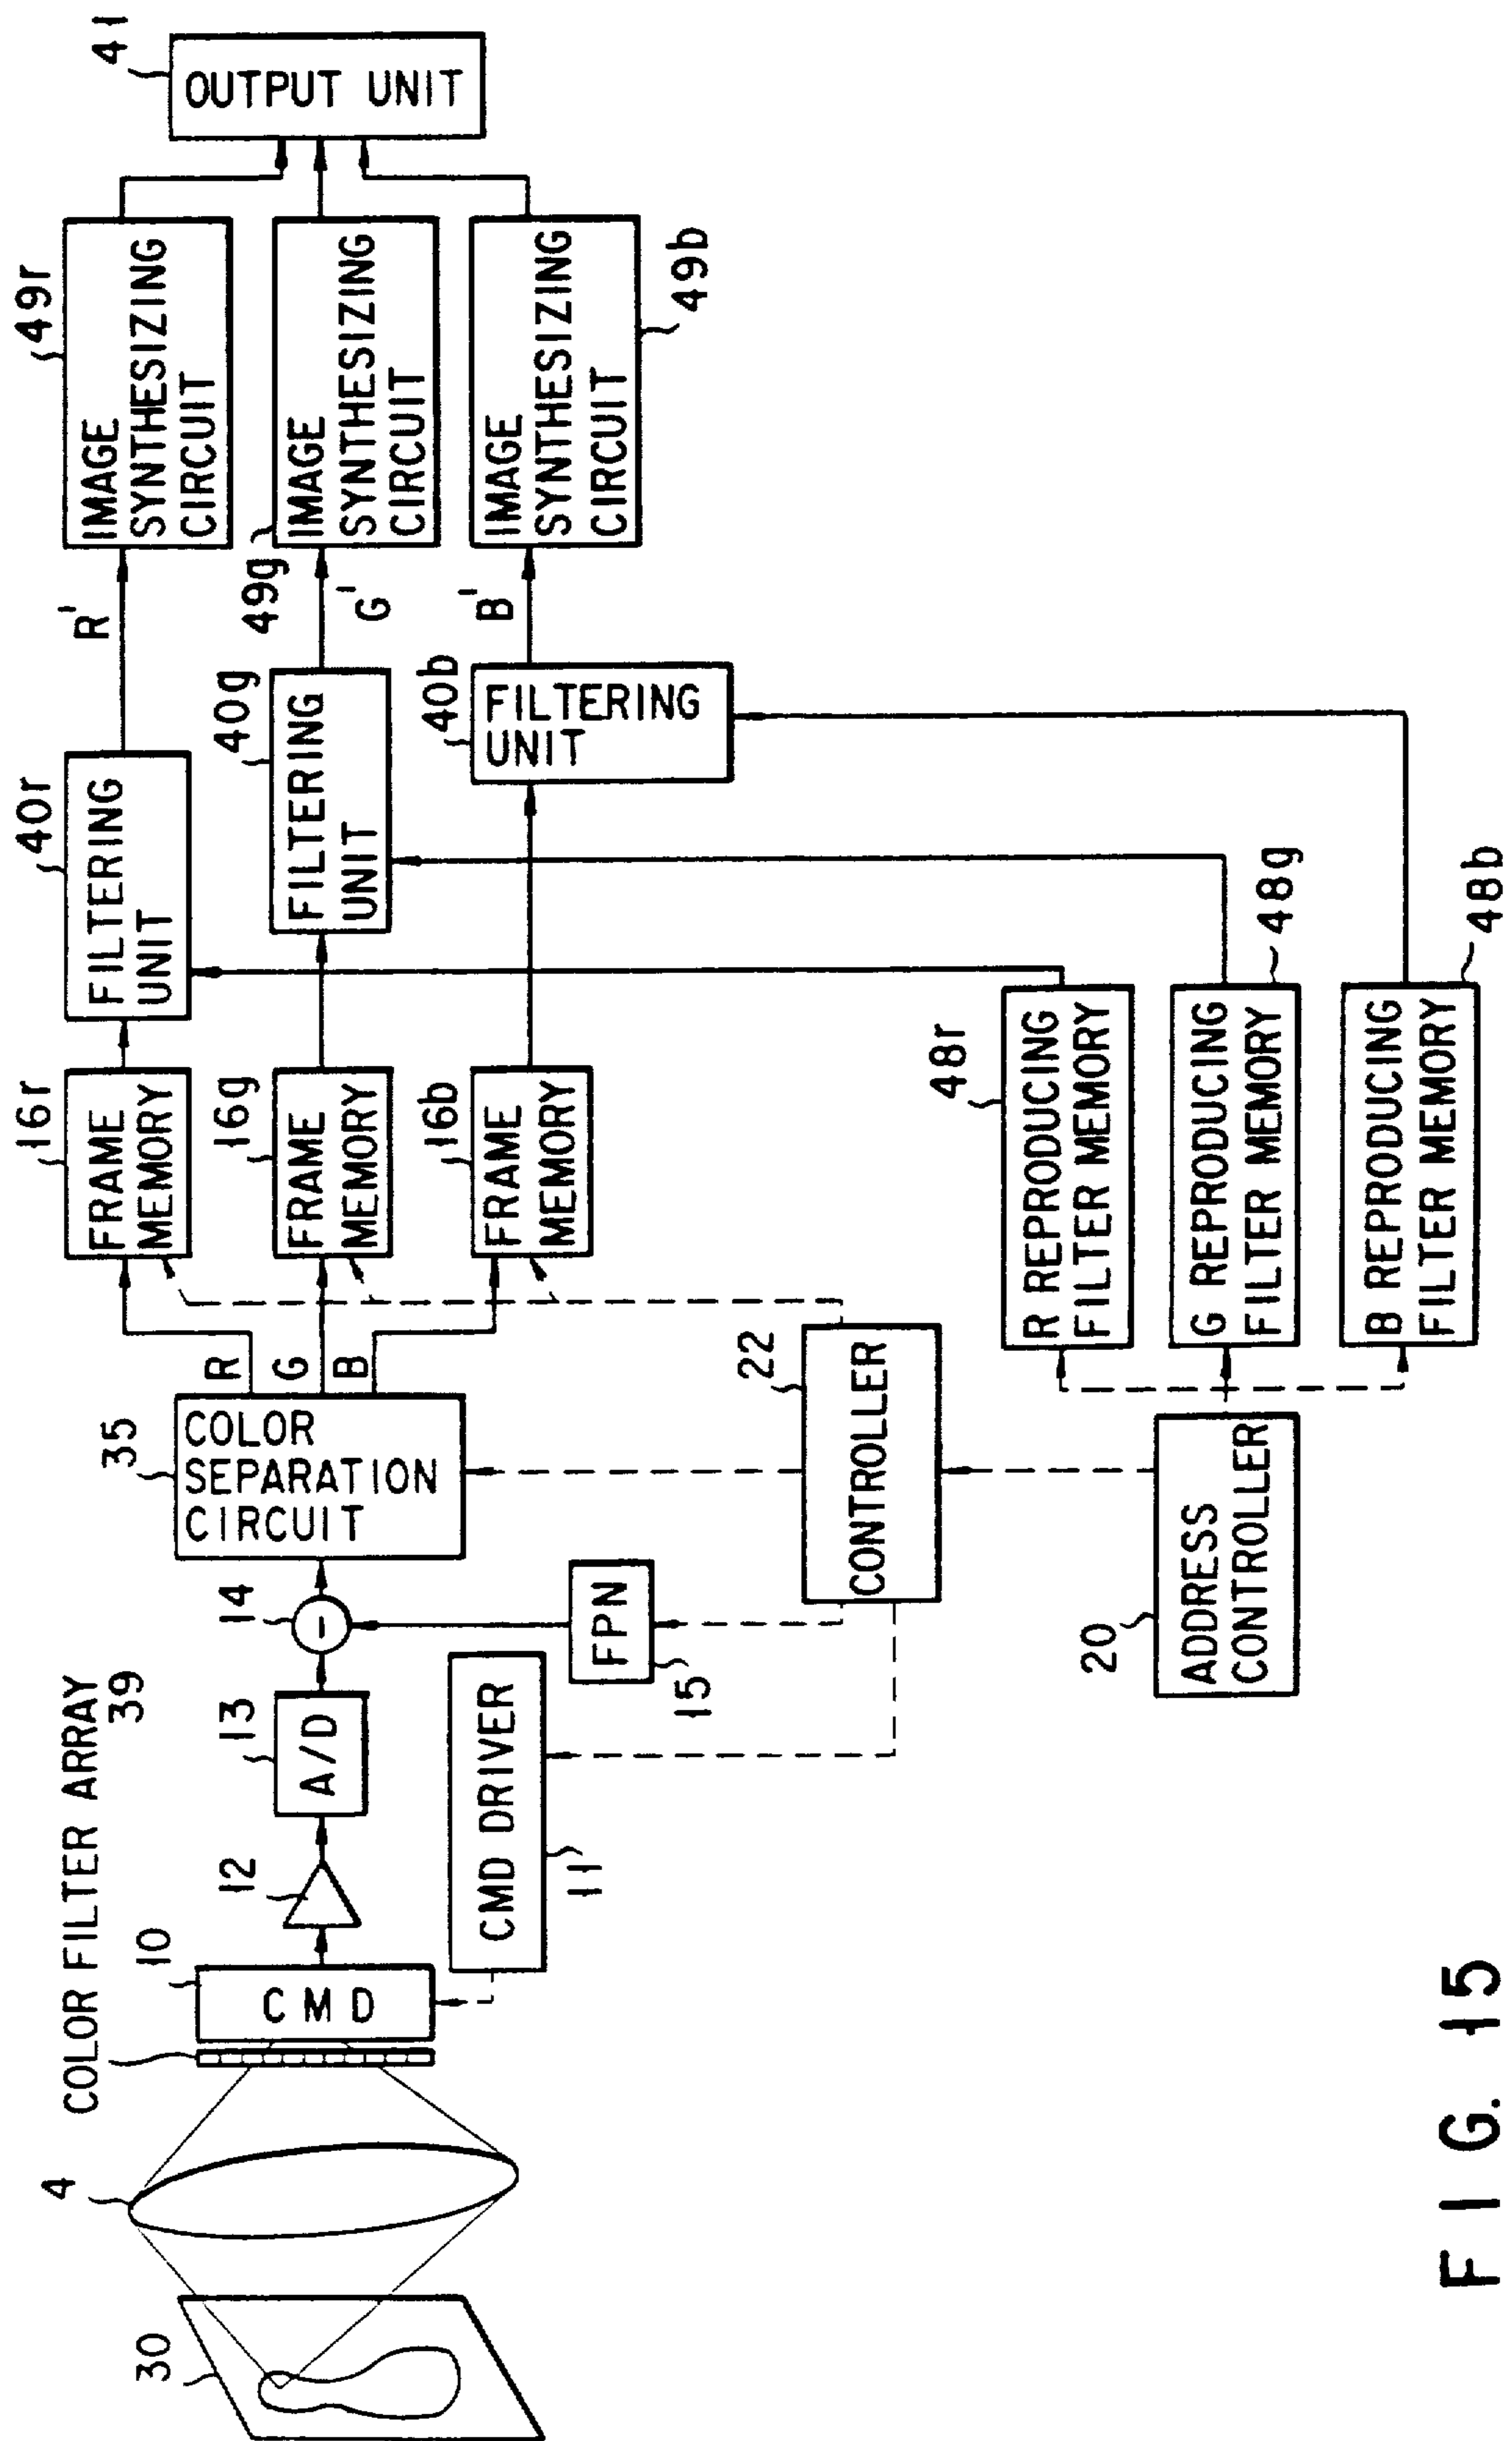 30
4
COLOR FILTER ARRAY
39
10
CMD
12
13
A/D
14
CMD DRIVER
11
FPN
15
35
COLOR
SEPARATION
CIRCUIT
R
G
B
22
CONTROLLER
20
ADDRESS
CONTROLLER
16r
FRAME
MEMORY
16g
FRAME
MEMORY
16b
FRAME
MEMORY
48r
R REPRODUCING
FILTER MEMORY
G REPRODUCING
FILTER MEMORY
48g
B REPRODUCING
FILTER MEMORY
48b
40r
FILTERING
UNIT
40g
FILTERING
UNIT
40b
FILTERING
UNIT
R'
G'
B'
49r
IMAGE
SYNTHESIZING
CIRCUIT
49g
IMAGE
SYNTHESIZING
CIRCUIT
IMAGE
SYNTHESIZING
CIRCUIT
49b
41
OUTPUT UNIT
FIG. 15